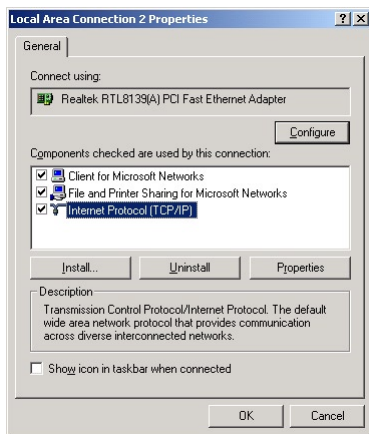 Local Area Connection 2 Properties
General
Connect using:
Realtek RTL8139(A) PCI Fast Ethernet Adapter
Configure
Components checked are used by this connection:
Client for Microsoft Networks
File and Printer Sharing for Microsoft Networks
Internet Protocol (TCP/IP)
Install... Uninstall Properties
Description
Transmission Control Protocol/Internet Protocol. The default
wide area network protocol that provides communication
across diverse interconnected networks.
Show icon in taskbar when connected
OK Cancel